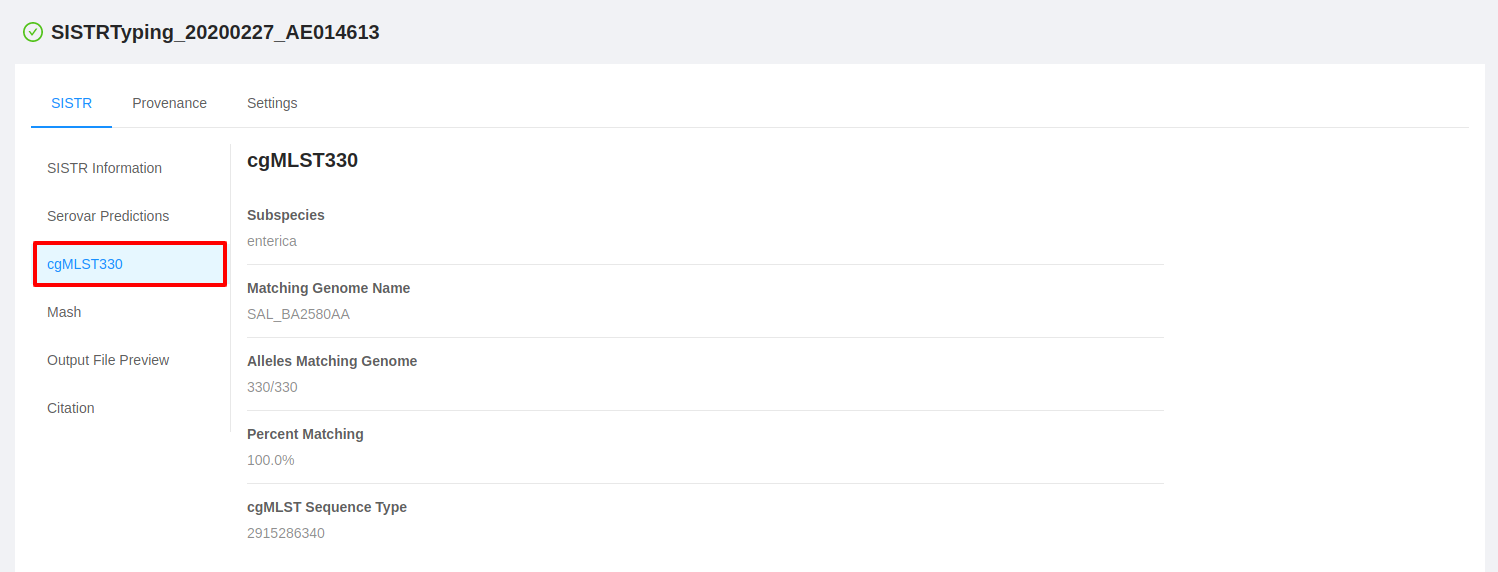 SISTRTyping_20200227_AE014613
SISTR Provenance Settings
SISTR Information
Serovar Predictions
cgMLST330
Mash
Output File Preview
Citation
cgMLST330
Subspecies
enterica
Matching Genome Name
SAL_BA2580AA
Alleles Matching Genome
330/330
Percent Matching
100.0%
cgMLST Sequence Type
2915286340